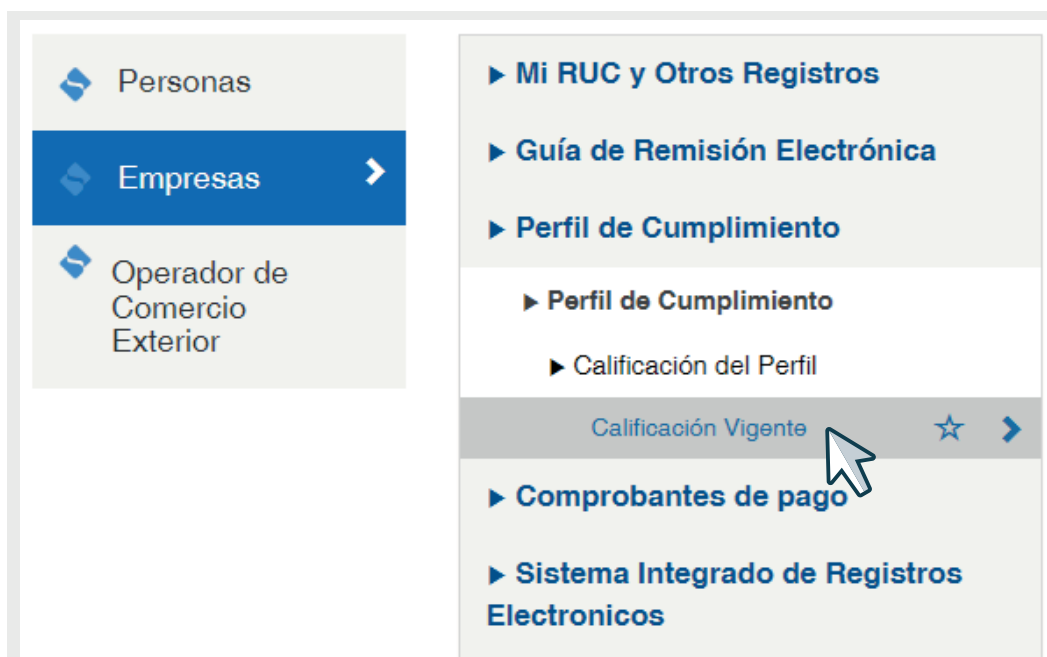 Personas
Empresas
Operador de
Comercio
Exterior
Mi RUC y Otros Registros
Guía de Remisión Electrónica
Perfil de Cumplimiento
Perfil de Cumplimiento
Calificación del Perfil
Calificación Vigente
Comprobantes de pago
Sistema Integrado de Registros
Electronicos